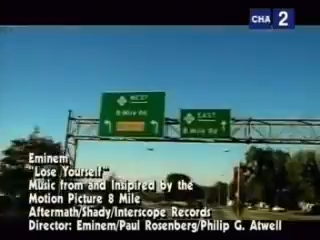 CHA 2
WEST
8 Mile Rd
EAST
8 Mile Rd
Eminem
"Lose Yourself"
Music from and Inspired by the
Motion Picture 8 Mile
Aftermath/Shady/Interscope Records
Director: Eminem/Paul Rosenberg/Philip G. Atwell